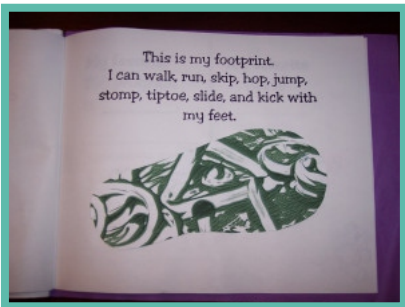 This is my footprint.
I can walk, run, skip, hop, jump,
stomp, tiptoe, slide, and kick with
my feet.